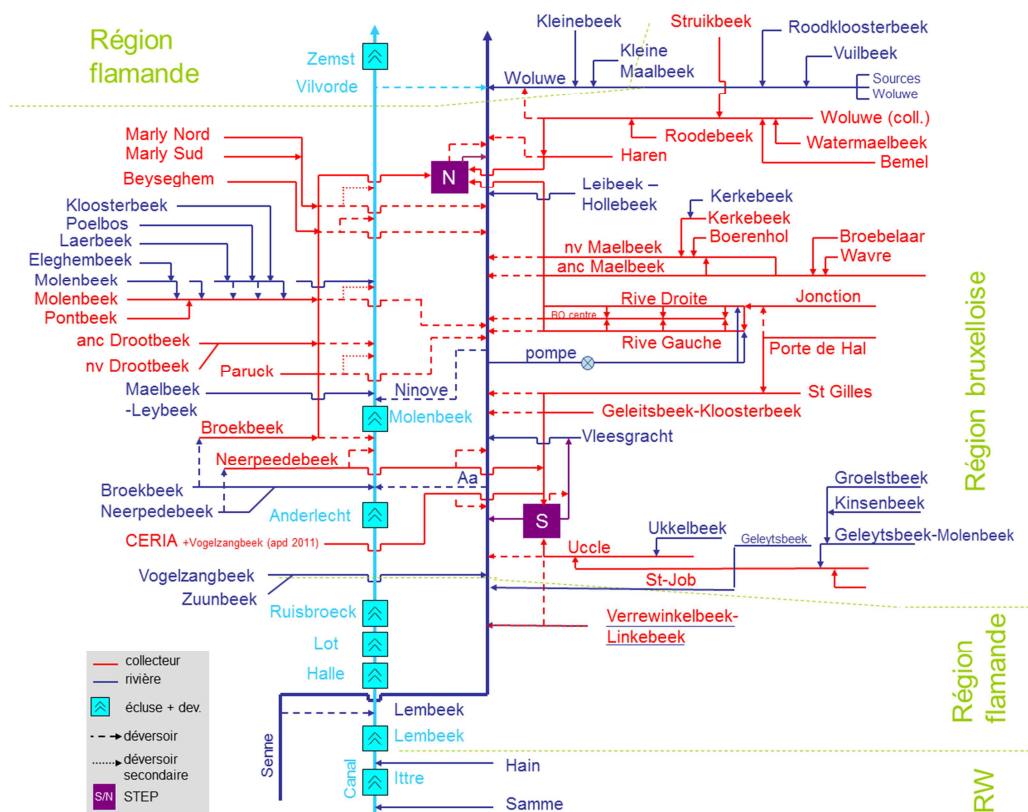 Région
flamande
Zemst
Vilvorde
Kleinebeek
Kleine
Maalbeek
Struikbeek
Roodkloosterbeek
Vuilbeek
Sources
Woluwe
Woluwe
Woluwe (coll.)
Roodebeek
Watermaelbeek
Bemel
Haren
Marly Nord
Marly Sud
Beyseghem
N
Leibeek –
Hollebeek
Kloosterbeek
Poelbos
Laerbeek
Eleghembeek
Molenbeek
Molenbeek
Pontbeek
Kerkebeek
Kerkebeek
Boerenhol
Broebelaar
Wavre
nv Maelbeek
anc Maelbeek
Rive Droite
Jonction
BO centre
Rive Gauche
Porte de Hal
pompe
anc Drootbeek
nv Drootbeek
Paruck
Maelbeek
-Leybeek
Ninove
Molenbeek
St Gilles
Geleitsbeek-Kloosterbeek
Vleesgracht
Broekbeek
Neerpeedebeek
Aa
Broekbeek
Neerpedebeek
Anderlecht
CERIA +Vogelzangbeek (apd 2011)
S
Groelstbeek
Kinsenbeek
Ukkelbeek
Geleytsbeek
Geleytsbeek-Molenbeek
Uccle
St-Job
Vogelzangbeek
Zuunbeek
Région bruxelloise
Ruisbroeck
Lot
Halle
Verrewinkelbeek-
Linkebeek
Région
flamande
Lembeek
Lembeek
Senne
Canal
Ittre
Hain
Samme
RW
collecteur
rivière
écluse + dev.
déversoir
déversoir
secondaire
S/N STEP